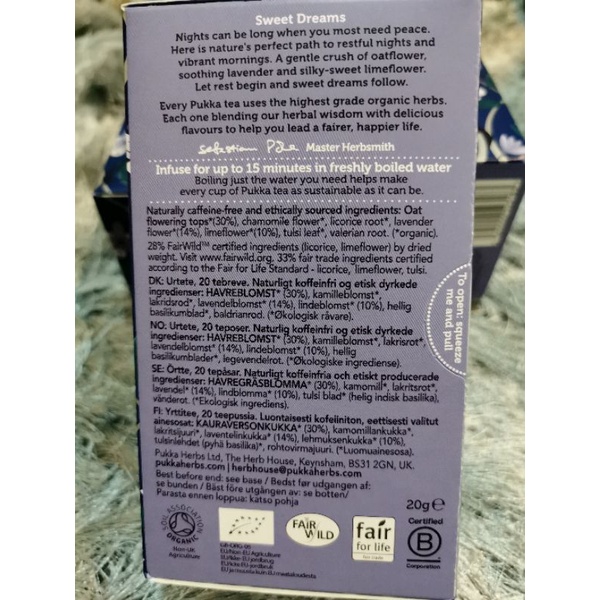 Sweet Dreams
Nights can be long when you most need peace.
Here is nature's perfect path to restful nights and
vibrant mornings. A gentle crush of oatflower,
soothing lavender and silky-sweet limeflower.
Let rest begin and sweet dreams follow.
Every Pukka tea uses the highest grade organic herbs.
Each one blending our herbal wisdom with delicious
flavours to help you lead a fairer, happier life.
Master Herbsmith
Infuse for up to 15 minutes in freshly boiled water
Boiling just the water you need helps make
every cup of Pukka tea as sustainable as it can be.
Naturally caffeine-free and ethically sourced ingredients: Oat
flowering tops*(30%), chamomile flower*, licorice root*, lavender
flower*(14%), limeflower*(10%), tulsi leaf*, valerian root. (*organic).
28% FairWild™ certified ingredients (licorice, limeflower) by dried
weight. Visit www.fairwild.org. 33% fair trade ingredients certified
according to the Fair for Life Standard - licorice, limeflower, tulsi.
To open: squeeze
me and pull
DK: Urtete, 20 tebreve. Naturligt koffeinfri og etisk dyrkede
ingredienser: HAVREBLOMST* (30%), kamilleblomst*,
lakridsrod*, lavendelblomst* (14%), lindeblomst* (10%), hellig
basilikumblad*, baldrianrod. (*Økologisk råvare).
NO: Urtete, 20 teposer. Naturlig koffeinfri og etisk dyrkede
ingredienser: HAVREBLOMST* (30%), kamilleblomst*, lakrisrot*,
lavendelblomst* (14%), lindeblomst* (10%), hellig
basilikumblader*, legevendelrot. (*Økologiske ingrediense).
SE: Örtte, 20 tepåsar. Naturligt koffeinfria och etiskt producerade
ingredienser: HAVREGRÄSBLOMMA* (30%), kamomill*, lakritsrot*,
lavendel* (14%), lindblomma* (10%), tulsi blad* (helig indisk basilika),
vänderot. (*Ekologisk ingrediens).
FI: Yrttitee, 20 teepussia. Luontaisesti kofeiiniton, eettisesti valitut
ainesosat: KAURAVERSONKUKKA* (30%), kamomillankukka*,
lakritsijuuri*, laventelinkukka* (14%), lehmuksenkukka* (10%),
tulsinlehdet (pyhä basilika)*, rohtovirmajuuri. (*Luomuainesosa).
Pukka Herbs Ltd, The Herb House, Keynsham, BS31 2GN, UK.
pukkaherbs.com | herbhouse@pukkaherbs.com
Best before end: see base / Bedst før udgangen af:
se bunden / Bäst före utgången av: se botten/
Parasta ennen loppua: katso pohja
20g e
SOIL ASSOCIATION
ORGANIC
Non-UK
Agriculture
EU/Non-EU Agriculture
FAIR
WILD
fair
for life
fair trade
Certified
B
Corporation